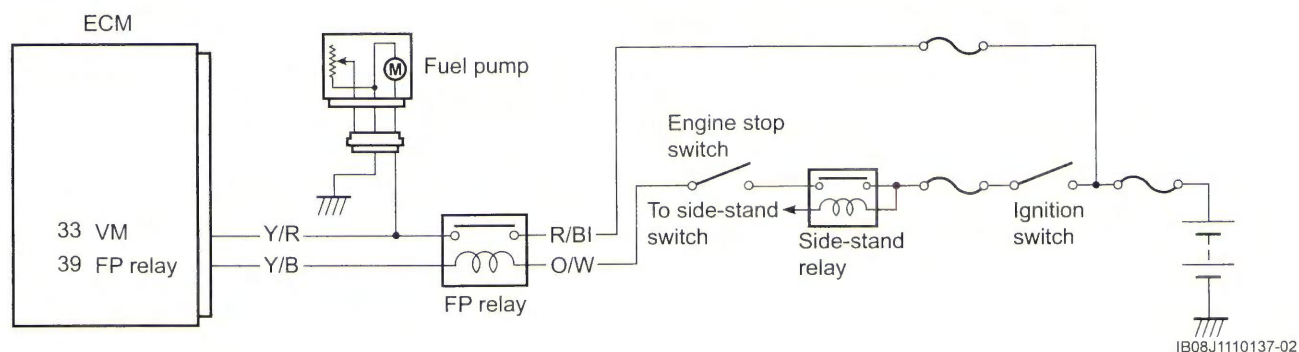 ECM
M
Fuel pump
Engine stop
switch
To side-stand
switch
Side-stand
relay
Ignition
switch
33 VM
Y/R
R/Bl
39 FP relay
Y/B
O/W
FP relay
IB08J1110137-02